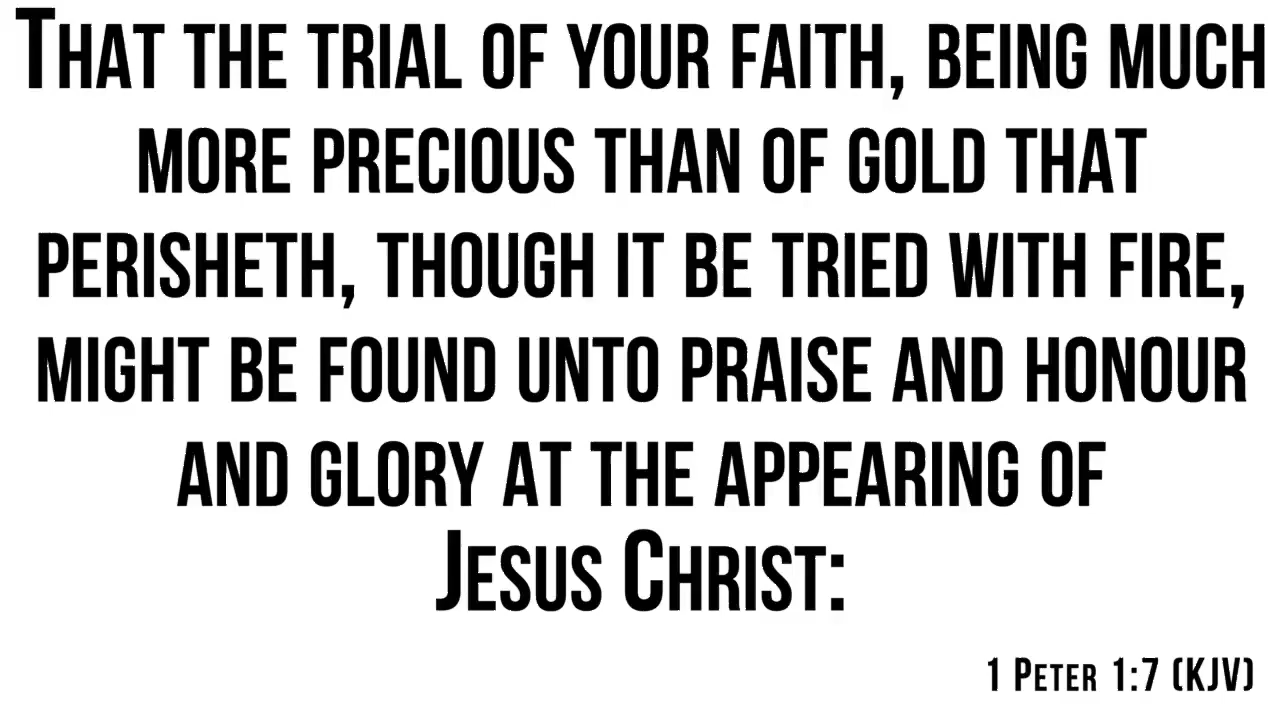 That the trial of your faith, being much
more precious than of gold that
perisheth, though it be tried with fire,
might be found unto praise and honour
and glory at the appearing of
Jesus Christ:
1 Peter 1:7 (KJV)